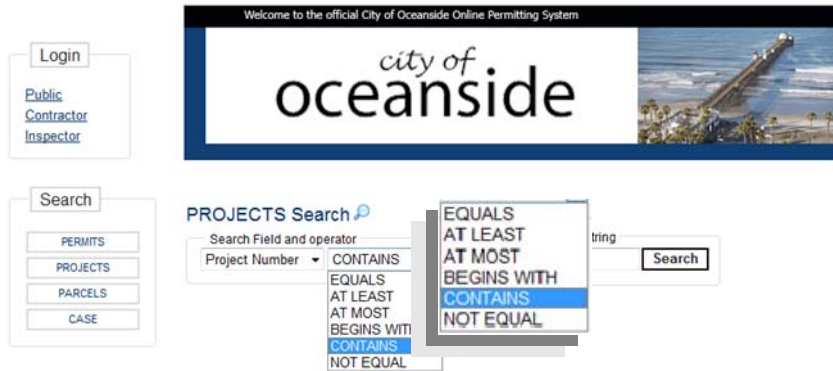 Welcome to the official City of Oceanside Online Permitting System
Login
Public
Contractor
Inspector
city of
oceanside
Search
PERMITS
PROJECTS
PARCELS
CASE
PROJECTS Search
Search Field and operator
Project Number CONTAINS
EQUALS
AT LEAST
AT MOST
BEGINS WITH
CONTAINS
NOT EQUAL
EQUALS
AT LEAST
AT MOST
BEGINS WITH
CONTAINS
NOT EQUAL
Search